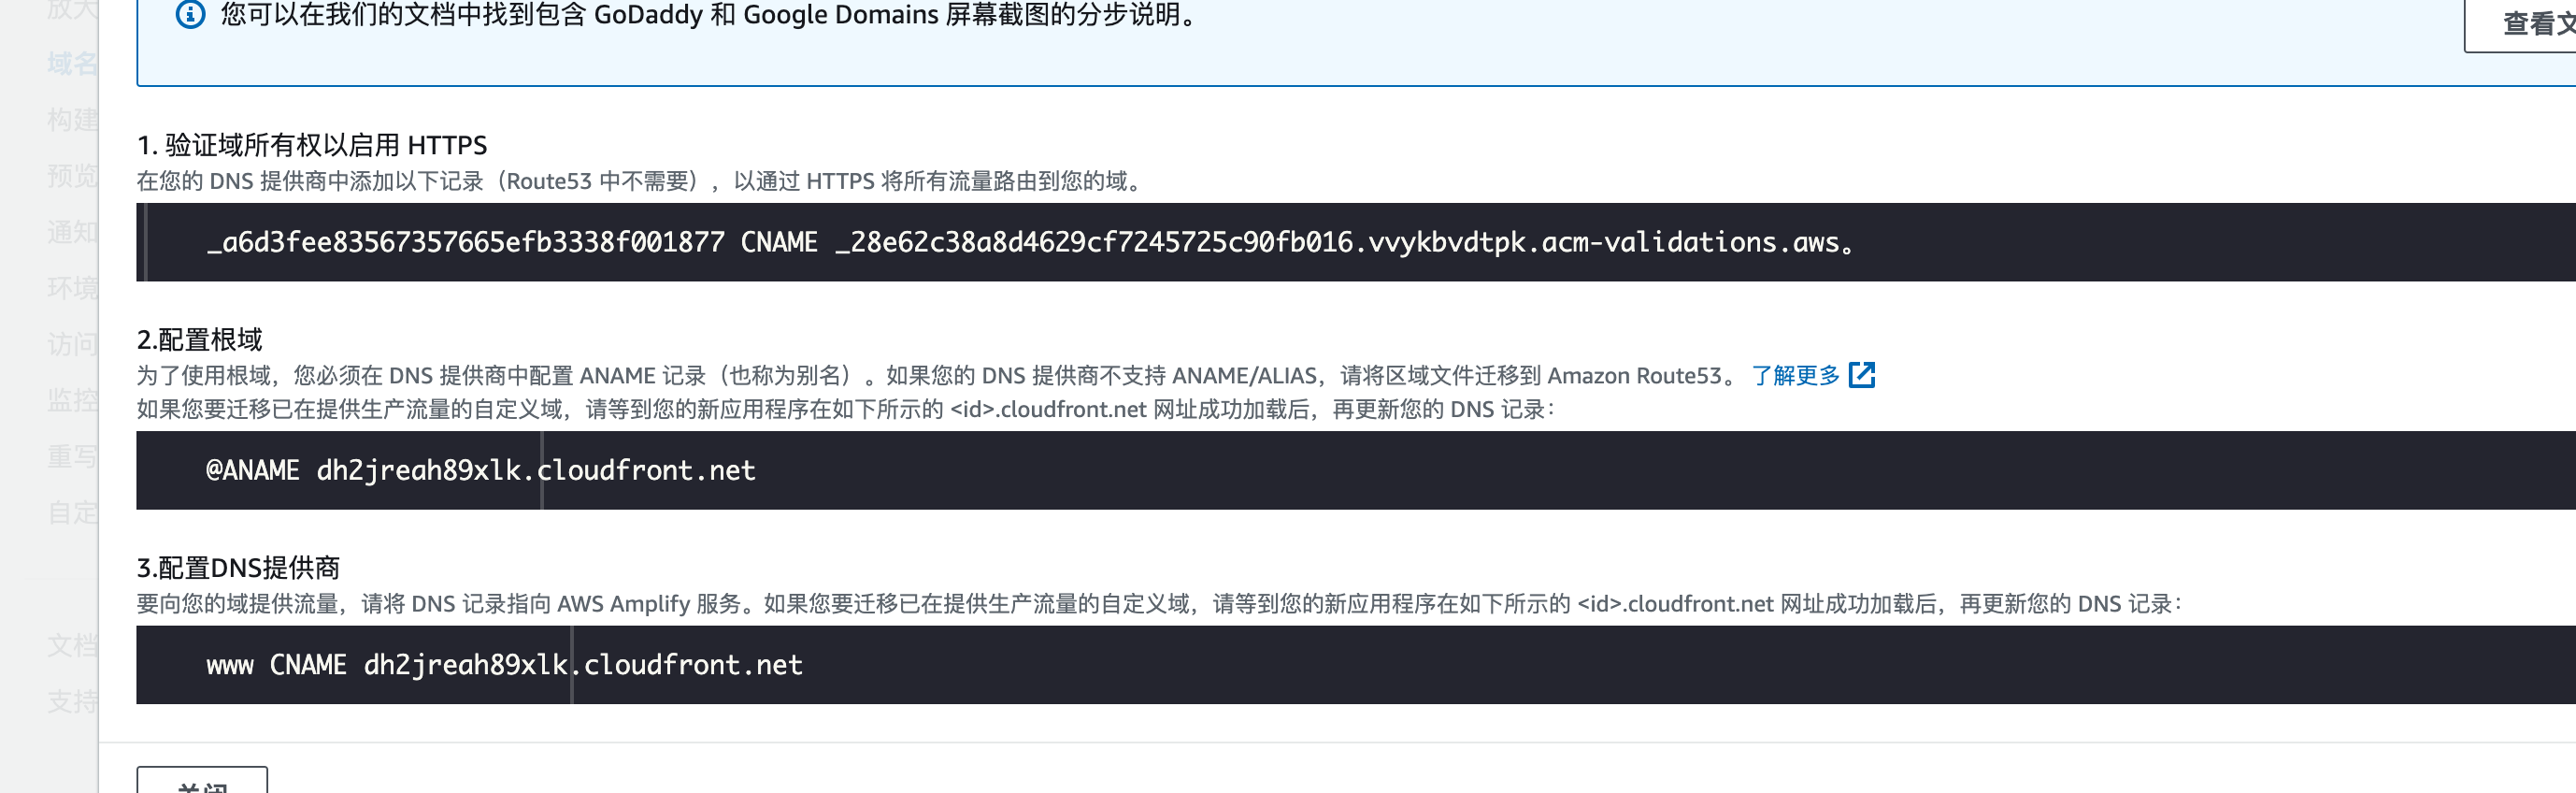 放大
域名
构建
预览
通知
环境
访问
监控
重写
自定
文档
支持
您可以在我们的文档中找到包含 GoDaddy 和 Google Domains 屏幕截图的分步说明。
查看文
1. 验证域所有权以启用 HTTPS
在您的 DNS 提供商中添加以下记录（Route53 中不需要），以通过 HTTPS 将所有流量路由到您的域。
_a6d3fee83567357665efb3338f001877 CNAME _28e62c38a8d4629cf7245725c90fb016.vvykbvdtpk.acm-validations.aws。
2.配置根域
为了使用根域，您必须在 DNS 提供商中配置 ANAME 记录（也称为别名）。如果您的 DNS 提供商不支持 ANAME/ALIAS，请将区域文件迁移到 Amazon Route53。 了解更多
如果您要迁移已在提供生产流量的自定义域，请等到您的新应用程序在如下所示的 <id>.cloudfront.net 网址成功加载后，再更新您的 DNS 记录：
@ANAME dh2jreah89xlk.cloudfront.net
3.配置DNS提供商
要向您的域提供流量，请将 DNS 记录指向 AWS Amplify 服务。如果您要迁移已在提供生产流量的自定义域，请等到您的新应用程序在如下所示的 <id>.cloudfront.net 网址成功加载后，再更新您的 DNS 记录：
www CNAME dh2jreah89xlk.cloudfront.net
关闭